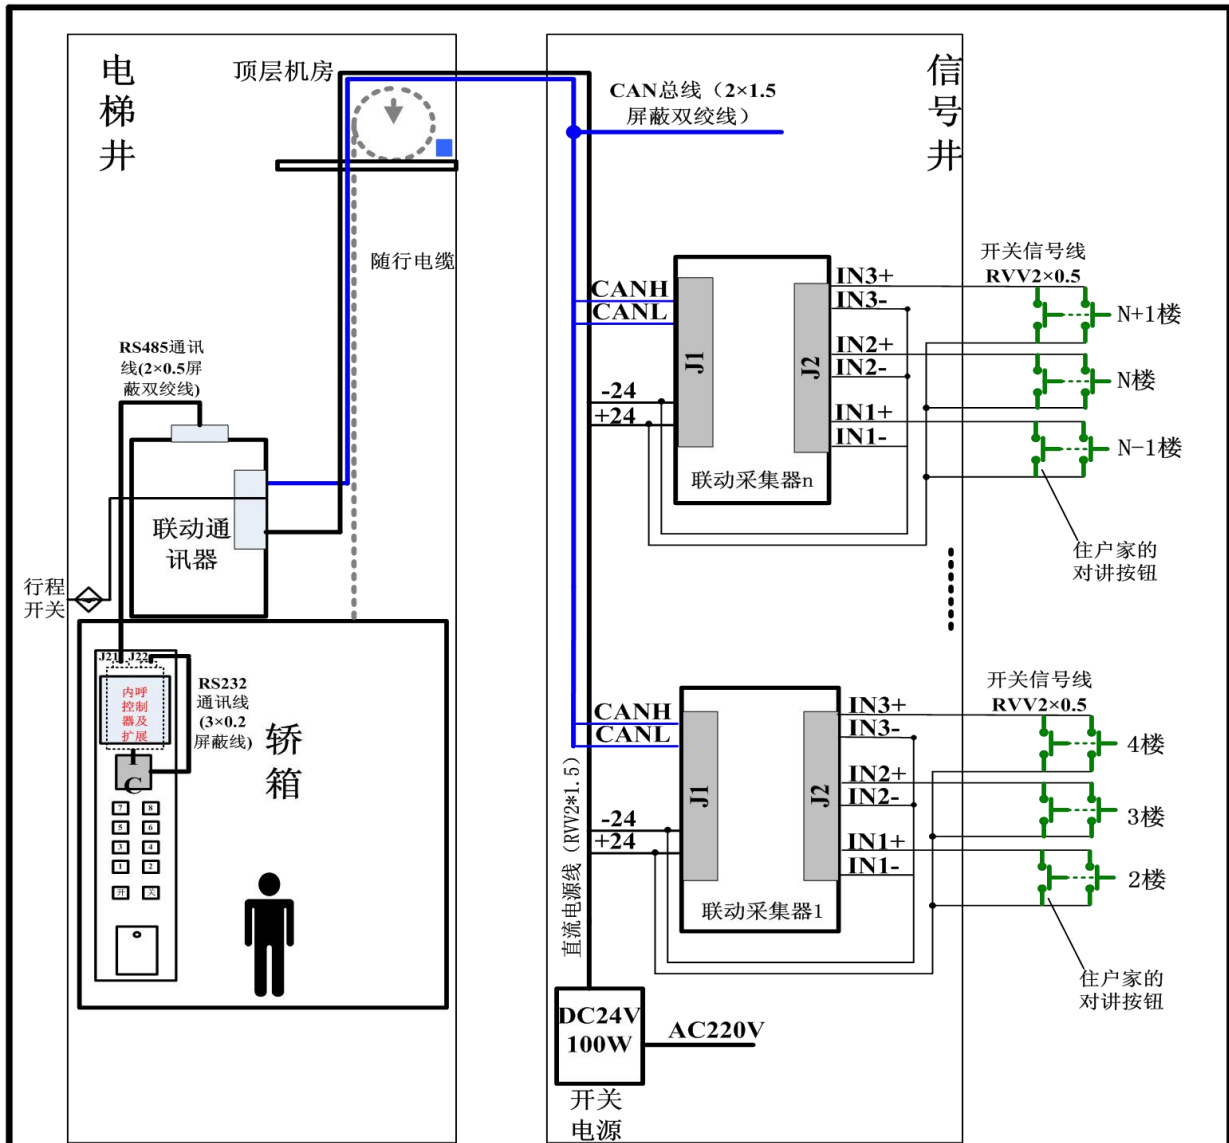 电
梯
井
顶层机房
随行电缆
RS485通讯
线(2×0.5屏
蔽双绞线)
联动通
讯器
行程
开关
J21
J22
内呼
控制
器及
扩展
I
C
RS232
通讯线
(3×0.2
屏蔽线)
轿
箱
7 8
5 6
3 4
1 2
开 关
信
号
井
CAN总线（2×1.5
屏蔽双绞线）
CANH
CANL
-24
+24
J1
J2
IN3+
IN3-
IN2+
IN2-
IN1+
IN1-
联动采集器n
开关信号线
RVV2×0.5
N+1楼
N楼
N-1楼
住户家的
对讲按钮
CANH
CANL
-24
+24
J1
J2
IN3+
IN3-
IN2+
IN2-
IN1+
IN1-
联动采集器1
开关信号线
RVV2×0.5
4楼
3楼
2楼
住户家的
对讲按钮
直流电源线（RVV2*1.5）
DC24V
100W
AC220V
开关
电源